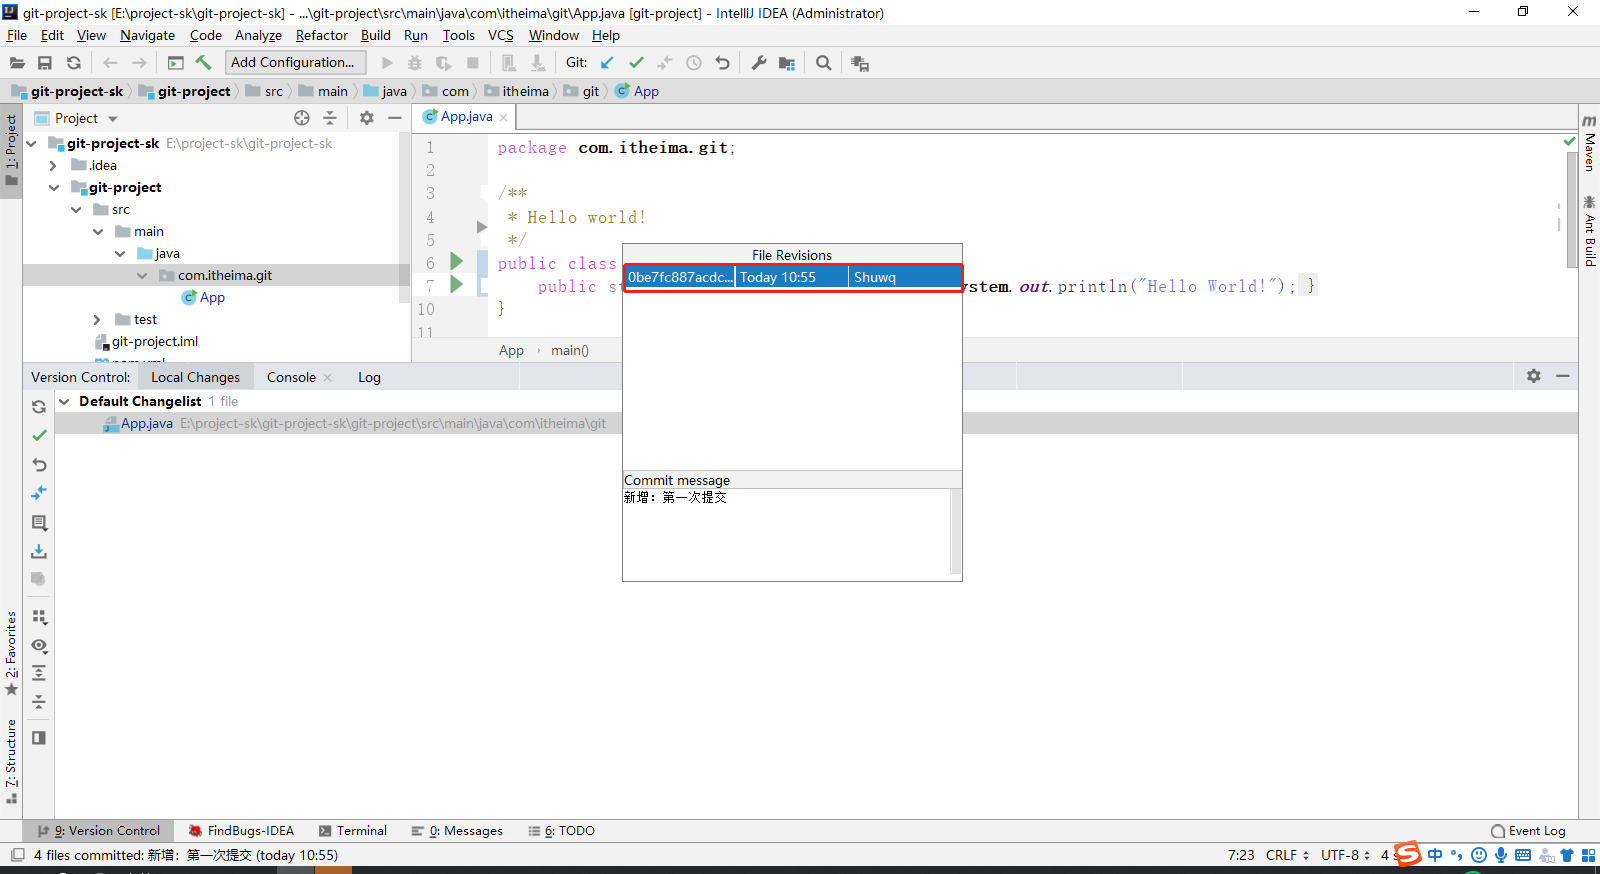 git-project-sk [E:\project-sk\git-project-sk] - ...\git-project\src\main\java\com\itheima\git\App.java [git-project] - IntelliJ IDEA (Administrator)
File Edit View Navigate Code Analyze Refactor Build Run Tools VCS Window Help
Add Configuration... Git:
git-project-sk git-project src main java com itheima git App
1: Project
Project
App.java
git-project-sk E:\project-sk\git-project-sk
.idea
git-project
src
main
java
com.itheima.git
App
test
git-project.iml
1 package com.itheima.git;
2
3 /**
4 * Hello world!
5 */
6 public class
7 public st ystem.out.println("Hello World!"); }
10 }
11
App › main()
Maven
Ant Build
File Revisions
0be7fc887acdc... Today 10:55 Shuwq
Commit message
新增：第一次提交
Version Control: Local Changes Console Log
Default Changelist 1 file
App.java E:\project-sk\git-project-sk\git-project\src\main\java\com\itheima\git
2: Favorites
7: Structure
9: Version Control FindBugs-IDEA Terminal 0: Messages 6: TODO Event Log
4 files committed: 新增：第一次提交 (today 10:55) 7:23 CRLF UTF-8 4 s 中